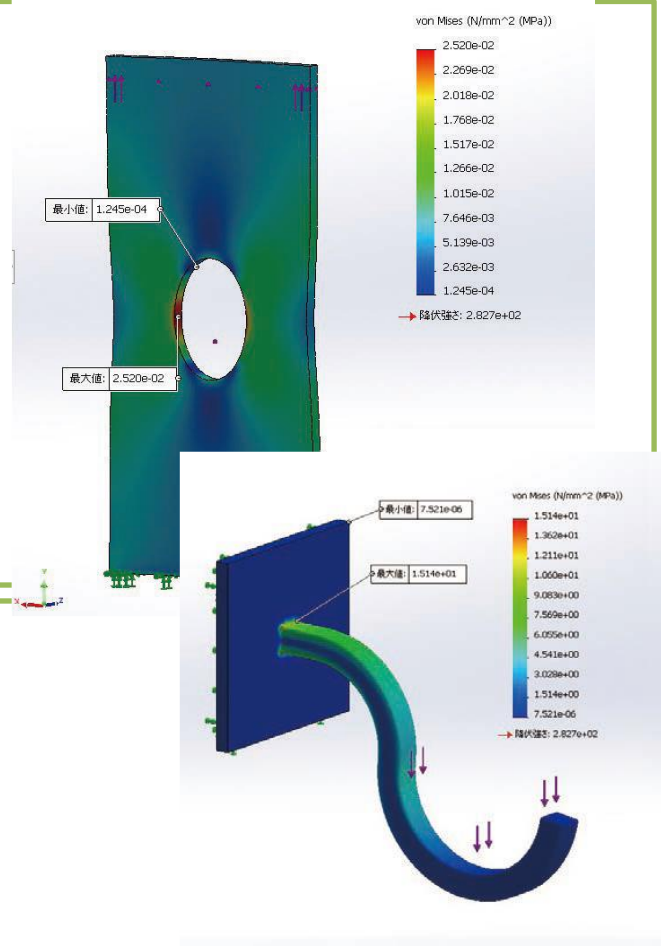 von Mises (N/mm^2 (MPa))
2.520e-02
2.269e-02
2.018e-02
1.768e-02
1.517e-02
1.266e-02
1.015e-02
7.646e-03
5.139e-03
2.632e-03
1.245e-04
降伏強さ: 2.827e+02
最小値: 1.245e-04
最大値: 2.520e-02
Y
X
Z
von Mises (N/mm^2 (MPa))
1.514e+01
1.362e+01
1.211e+01
1.060e+01
9.083e+00
7.569e+00
6.055e+00
4.541e+00
3.028e+00
1.514e+00
7.521e-06
降伏強さ: 2.827e+02
最小値: 7.521e-06
最大値: 1.514e+01